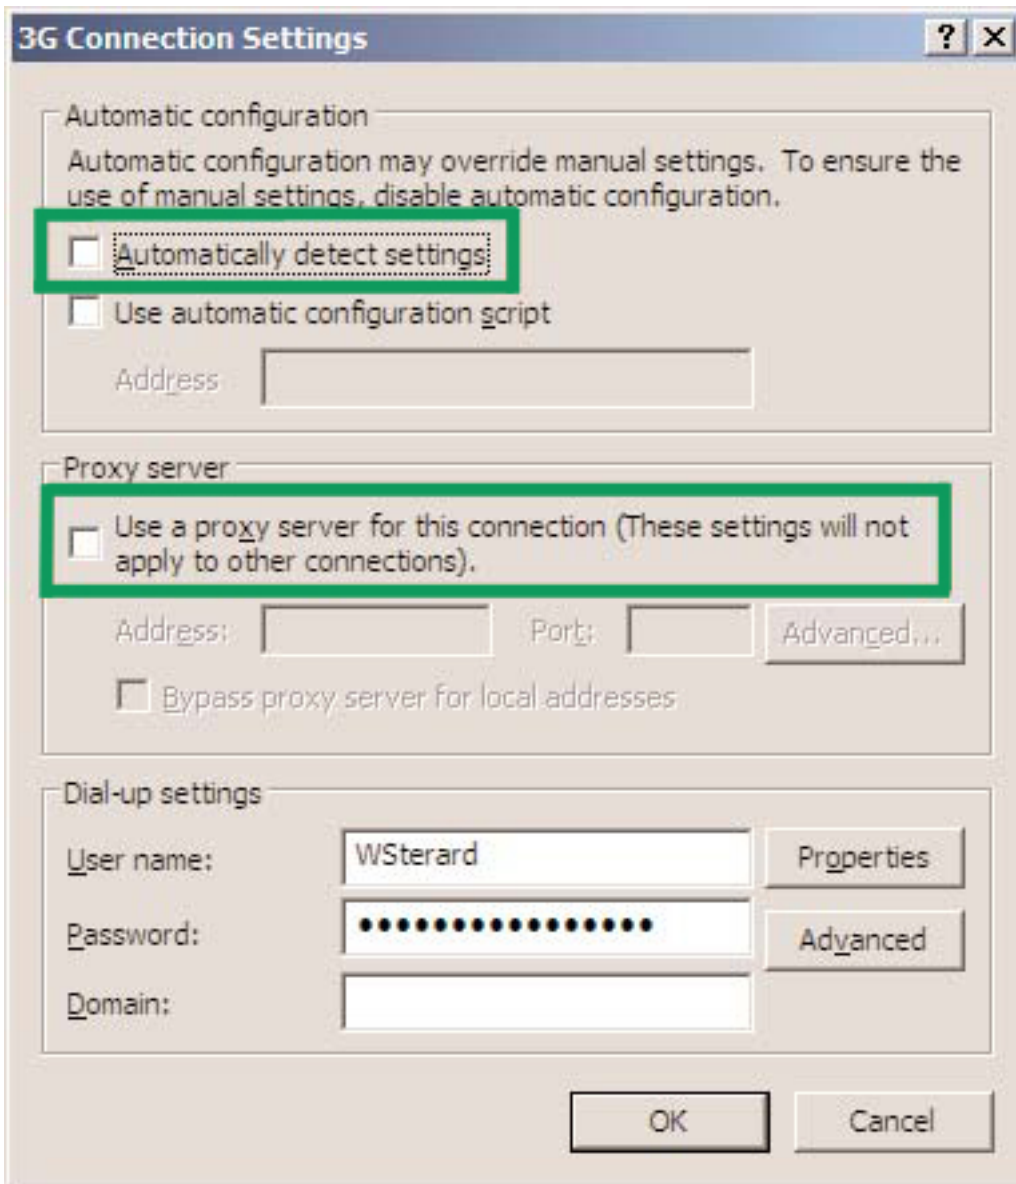 3G Connection Settings
Automatic configuration
Automatic configuration may override manual settings. To ensure the
use of manual settings, disable automatic configuration.
Automatically detect settings
Use automatic configuration script
Address
Proxy server
Use a proxy server for this connection (These settings will not
apply to other connections).
Address: Port: Advanced...
Bypass proxy server for local addresses
Dial-up settings
User name: WSterard Properties
Password: •••••••••••••••• Advanced
Domain:
OK Cancel